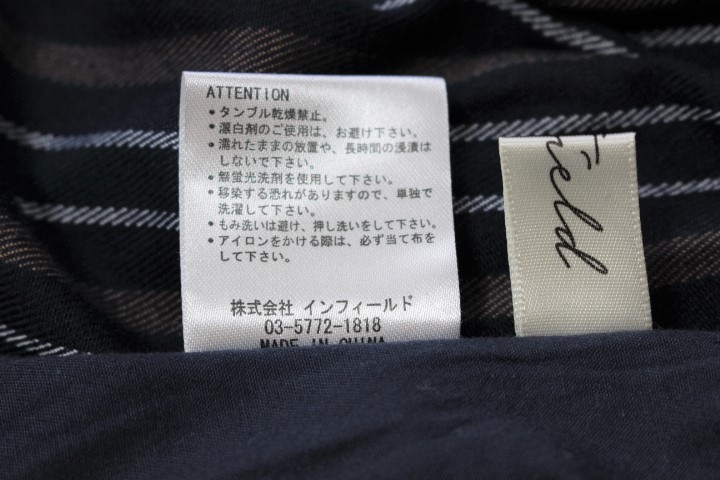 ATTENTION
・タンブル乾燥禁止。
・漂白剤のご使用は、お避け下さい。
・濡れたままの放置や、長時間の浸漬は
しないで下さい。
・無蛍光洗剤を使用して下さい。
・移染する恐れがありますので、単独で
洗濯して下さい。
・もみ洗いは避け、押し洗いをして下さい。
・アイロンをかける際は、必ず当て布を
して下さい。
株式会社 インフィールド
03-5772-1818
MADE IN CHINA
field